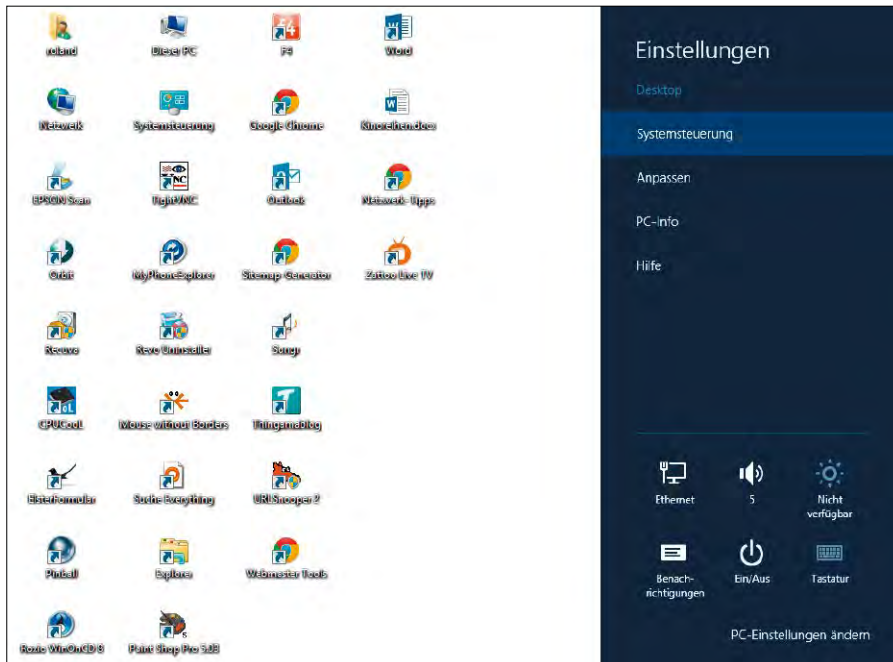 roland Dieser PC F4 Word
Netzwerk Systemsteuerung Google Chrome Kinoreihen.docx
EPSON Scan TightVNC Outlook Netzwerk-Tipps
Orbit MyPhoneExplorer Sitemap-Generator Zattoo Live TV
Recuva Revo Uninstaller Songr
CPUCooL Mouse without Borders Thingamablog
ElsterFormular Suche Everything URLSnooper 2
Pinball Explorer Webmaster Tools
Roxio WinOnCD 9 Paint Shop Pro 5.03
Einstellungen
Desktop
Systemsteuerung
Anpassen
PC-Info
Hilfe
Ethernet 5 Nicht
verfügbar
Benach-
richtigungen Ein/Aus Tastatur
PC-Einstellungen ändern